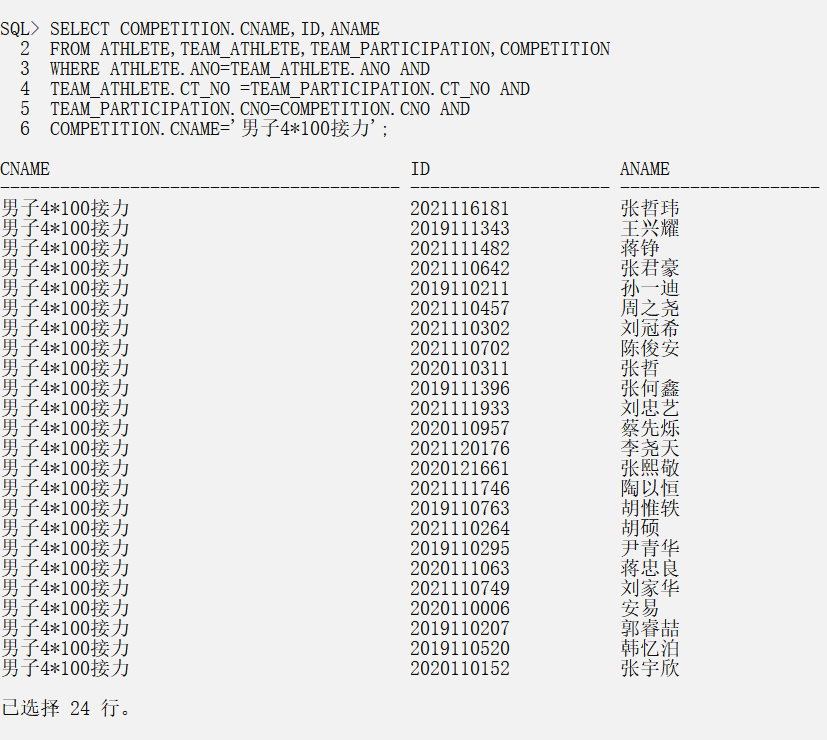 SQL> SELECT COMPETITION.CNAME,ID,ANAME
2 FROM ATHLETE,TEAM_ATHLETE,TEAM_PARTICIPATION,COMPETITION
3 WHERE ATHLETE.ANO=TEAM_ATHLETE.ANO AND
4 TEAM_ATHLETE.CT_NO =TEAM_PARTICIPATION.CT_NO AND
5 TEAM_PARTICIPATION.CNO=COMPETITION.CNO AND
6 COMPETITION.CNAME='男子4*100接力';
CNAME ID ANAME
---------------------------------------- -------------------- --------------------
男子4*100接力 2021116181 张哲玮
男子4*100接力 2019111343 王兴耀
男子4*100接力 2021111482 蒋铮
男子4*100接力 2021110642 张君豪
男子4*100接力 2019110211 孙一迪
男子4*100接力 2021110457 周之尧
男子4*100接力 2021110302 刘冠希
男子4*100接力 2021110702 陈俊安
男子4*100接力 2020110311 张哲
男子4*100接力 2019111396 张何鑫
男子4*100接力 2021111933 刘忠艺
男子4*100接力 2020110957 蔡先烁
男子4*100接力 2021120176 李尧天
男子4*100接力 2020121661 张熙敬
男子4*100接力 2021111746 陶以恒
男子4*100接力 2019110763 胡惟轶
男子4*100接力 2021110264 胡硕
男子4*100接力 2019110295 尹青华
男子4*100接力 2020111063 蒋忠良
男子4*100接力 2021110749 刘家华
男子4*100接力 2020110006 安易
男子4*100接力 2019110207 郭睿喆
男子4*100接力 2019110520 韩忆泊
男子4*100接力 2020110152 张宇欣
已选择 24 行。